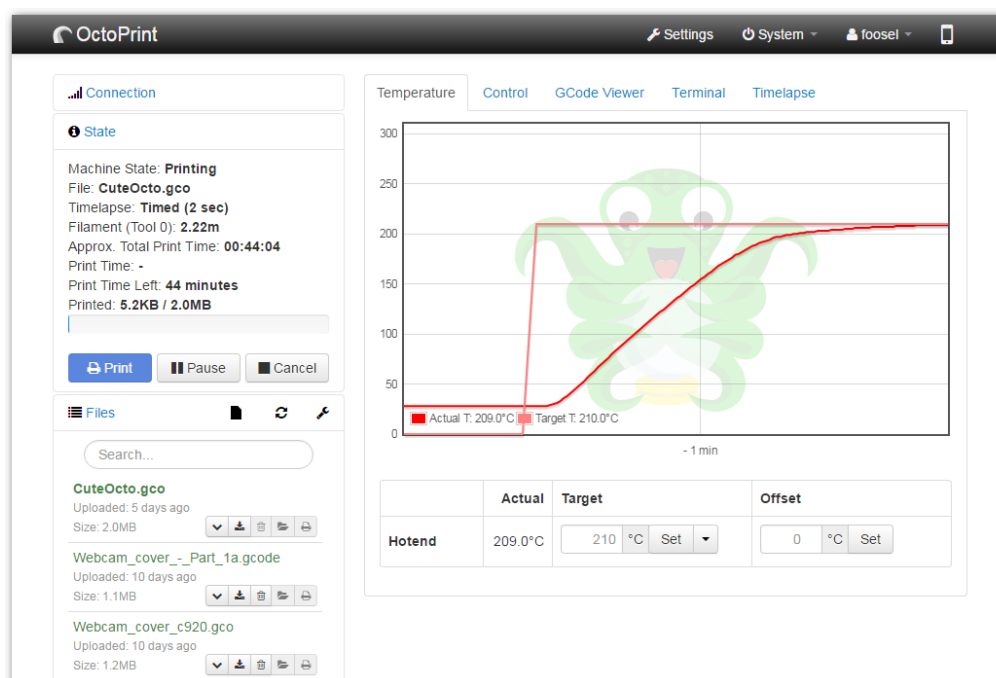 OctoPrint
Settings System foosel
Connection
State
Machine State: Printing
File: CuteOcto.gco
Timelapse: Timed (2 sec)
Filament (Tool 0): 2.22m
Approx. Total Print Time: 00:44:04
Print Time: -
Print Time Left: 44 minutes
Printed: 5.2KB / 2.0MB
Print Pause Cancel
Files
Search...
CuteOcto.gco
Uploaded: 5 days ago
Size: 2.0MB
Webcam_cover_-_Part_1a.gcode
Uploaded: 10 days ago
Size: 1.1MB
Webcam_cover_c920.gco
Uploaded: 10 days ago
Size: 1.2MB
Temperature Control GCode Viewer Terminal Timelapse
300
250
200
150
100
50
0
Actual T: 209.0°C Target T: 210.0°C
- 1 min
Actual Target Offset
Hotend 209.0°C 210 °C Set 0 °C Set